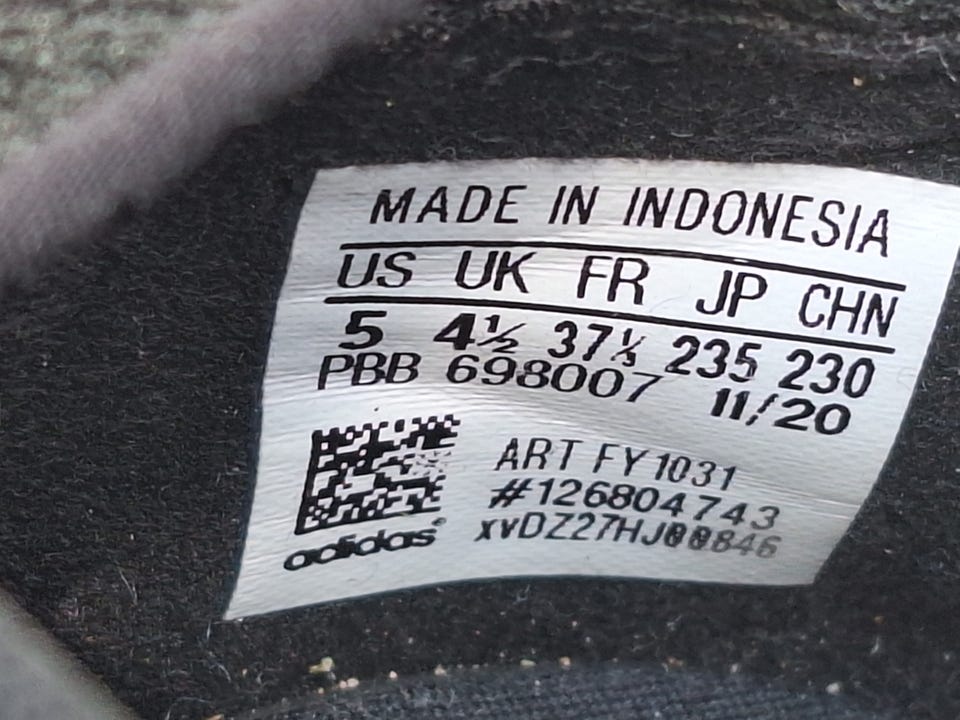 MADE IN INDONESIA
US UK FR JP CHN
5 4½ 37⅓ 235 230
PBB 698007 11/20
ART FY1031
#126804743
xvDZ27HJ00846
adidas®